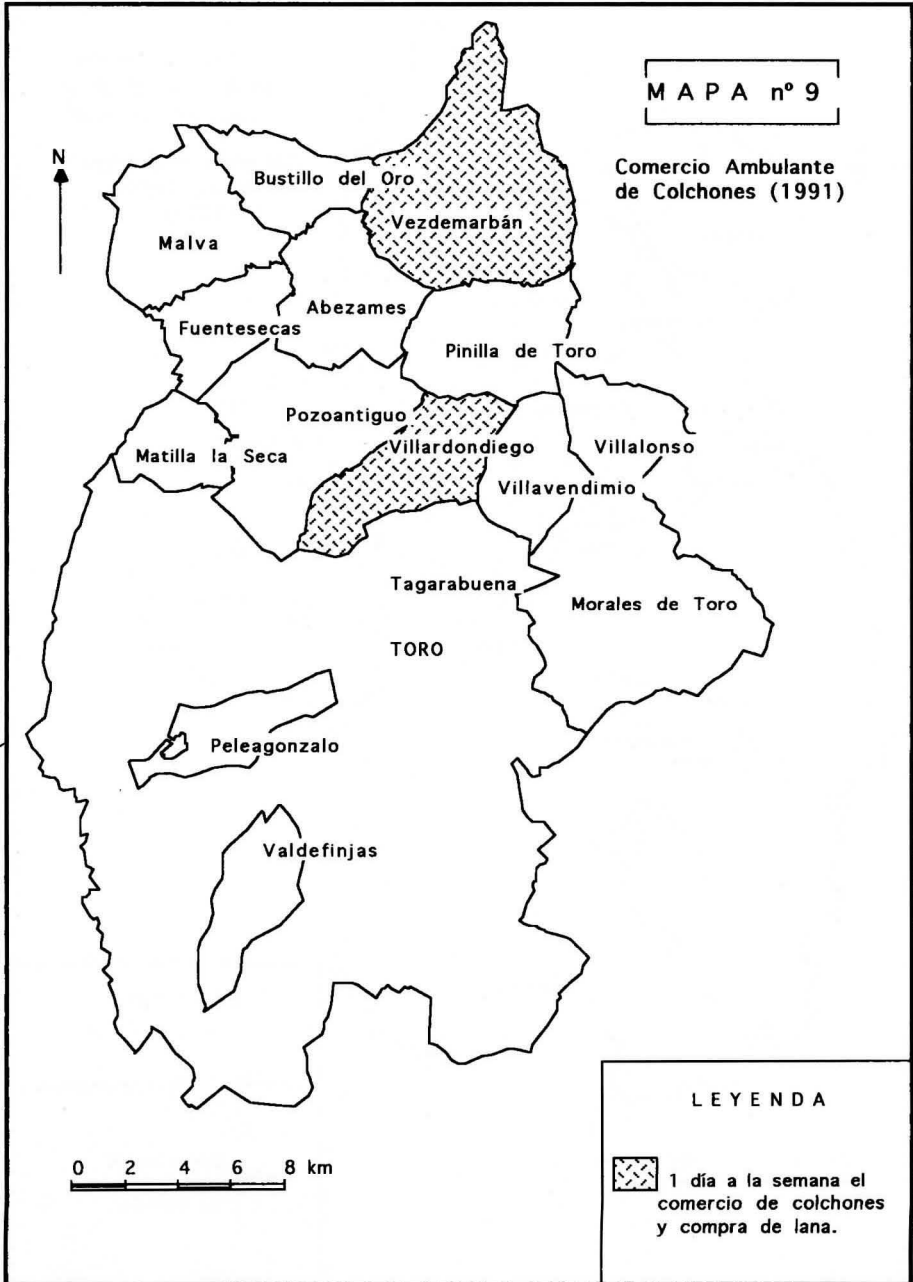 MAPA nº 9
Comercio Ambulante
de Colchones (1991)
N
Bustillo del Oro
Vezdemarbán
Malva
Abezames
Fuentesecas
Pinilla de Toro
Pozoantiguo
Matilla la Seca
Villardondiego
Villalonso
Villavendimio
Tagarabuena
Morales de Toro
TORO
Peleagonzalo
Valdefinjas
0 2 4 6 8 km
LEYENDA
1 día a la semana el
comercio de colchones
y compra de lana.